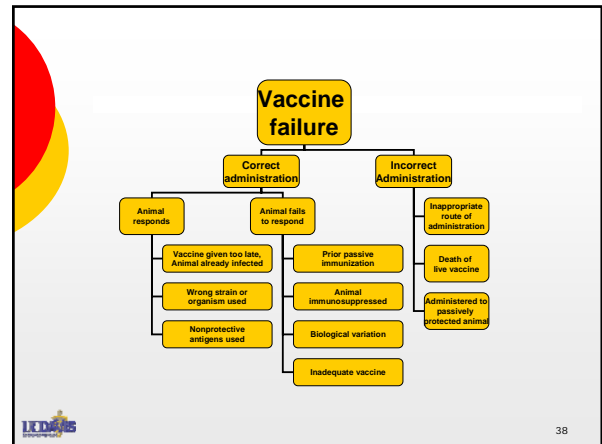 Vaccine
failure
Correct
administration
Incorrect
Administration
Animal
responds
Animal fails
to respond
Inappropriate
route of
administration
Vaccine given too late,
Animal already infected
Prior passive
immunization
Death of
live vaccine
Wrong strain or
organism used
Animal
immunosuppressed
Administered to
passively
protected animal
Nonprotective
antigens used
Biological variation
Inadequate vaccine
UC DAVIS
38